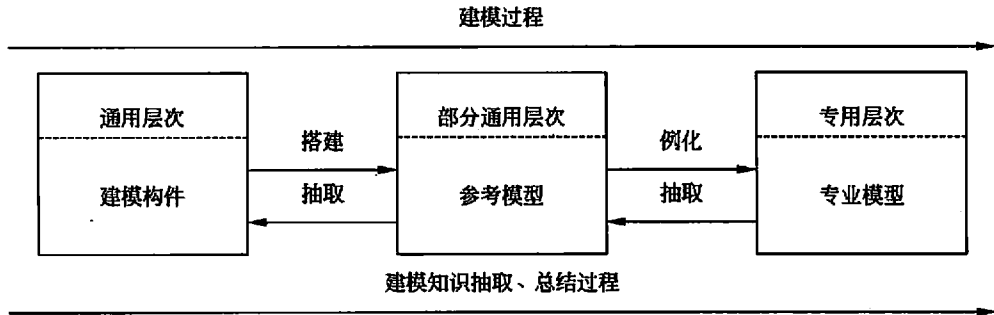 建模过程
通用层次
部分通用层次
专用层次
搭建
例化
建模构件
抽取
参考模型
抽取
专业模型
建模知识抽取、总结过程